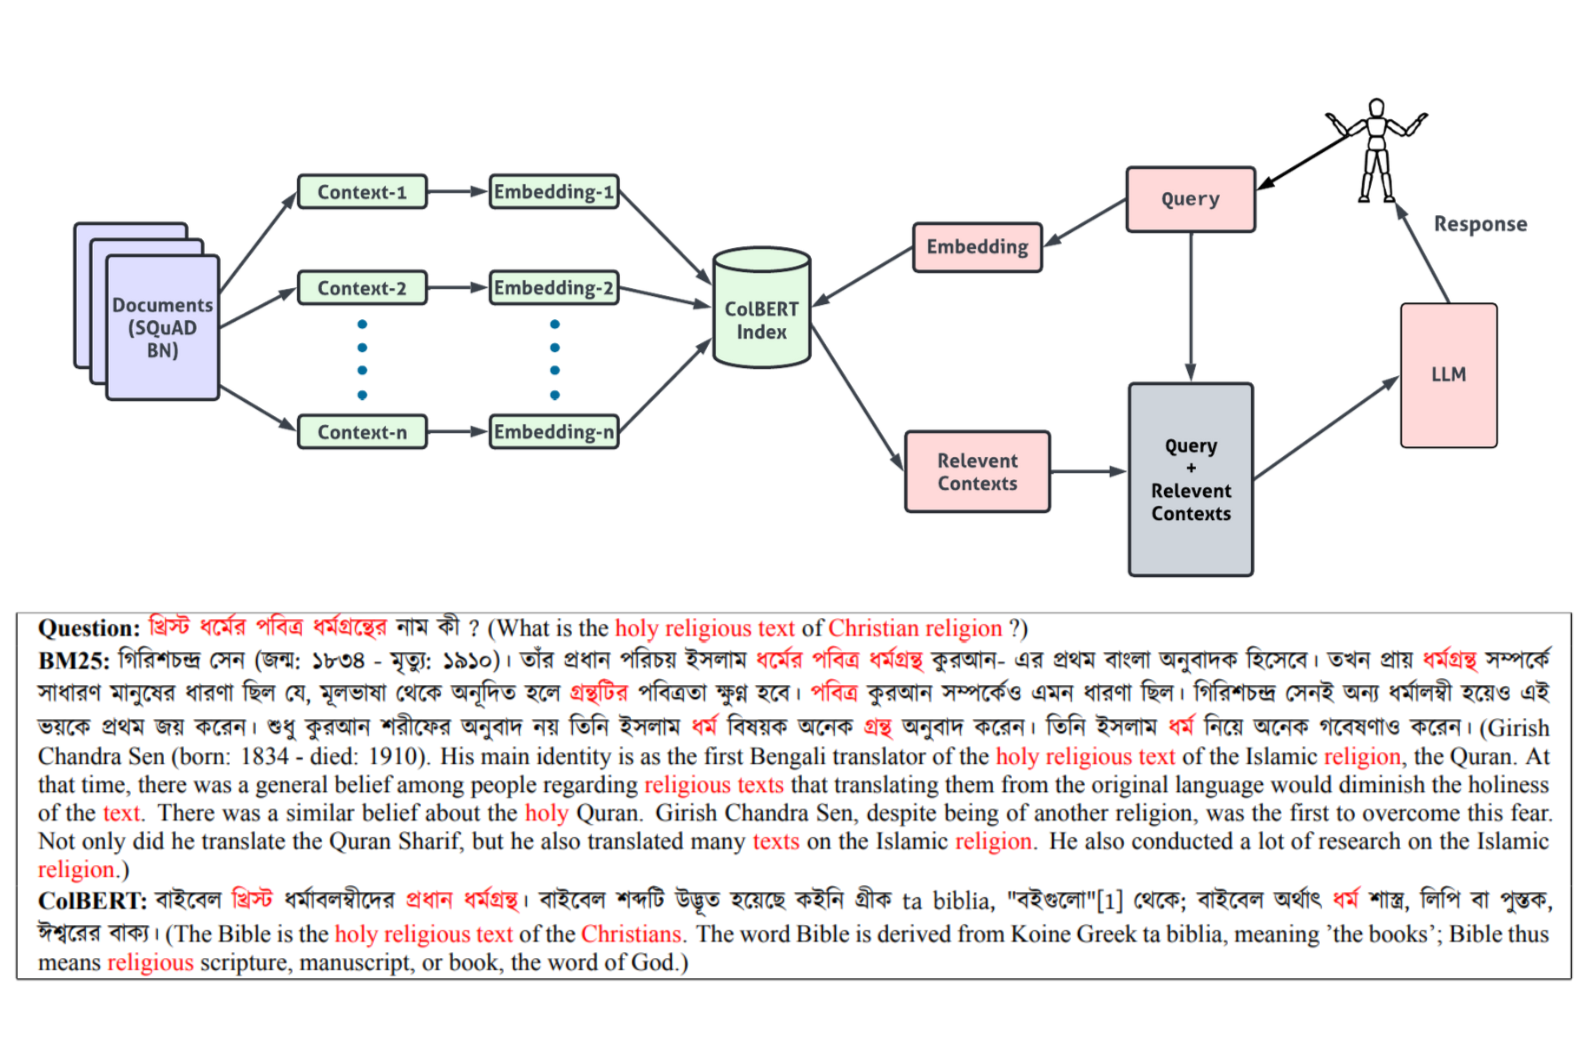 Context-1
Embedding-1
Query
Response
Embedding
Context-2
Embedding-2
Documents
(SQuAD
BN)
ColBERT
Index
LLM
Context-n
Embedding-n
Relevent
Contexts
Query
+
Relevent
Contexts
Question: খ্রিস্ট ধর্মের পবিত্র ধর্মগ্রন্থের নাম কী ? (What is the holy religious text of Christian religion ?)
BM25: গিরিশচন্দ্র সেন (জন্ম: ১৮৩৪ - মৃত্যু: ১৯১০)। তাঁর প্রধান পরিচয় ইসলাম ধর্মের পবিত্র ধর্মগ্রন্থ কুরআন- এর প্রথম বাংলা অনুবাদক হিসেবে। তখন প্রায় ধর্মগ্রন্থ সম্পর্কে
সাধারণ মানুষের ধারণা ছিল যে, মূলভাষা থেকে অনূদিত হলে গ্রন্থটির পবিত্রতা ক্ষুণ্ন হবে। পবিত্র কুরআন সম্পর্কেও এমন ধারণা ছিল। গিরিশচন্দ্র সেনই অন্য ধর্মালম্বী হয়েও এই
ভয়কে প্রথম জয় করেন। শুধু কুরআন শরীফের অনুবাদ নয় তিনি ইসলাম ধর্ম বিষয়ক অনেক গ্রন্থ অনুবাদ করেন। তিনি ইসলাম ধর্ম নিয়ে অনেক গবেষণাও করেন। (Girish
Chandra Sen (born: 1834 - died: 1910). His main identity is as the first Bengali translator of the holy religious text of the Islamic religion, the Quran. At
that time, there was a general belief among people regarding religious texts that translating them from the original language would diminish the holiness
of the text. There was a similar belief about the holy Quran. Girish Chandra Sen, despite being of another religion, was the first to overcome this fear.
Not only did he translate the Quran Sharif, but he also translated many texts on the Islamic religion. He also conducted a lot of research on the Islamic
religion.)
ColBERT: বাইবেল খ্রিস্ট ধর্মাবলম্বীদের প্রধান ধর্মগ্রন্থ। বাইবেল শব্দটি উদ্ভূত হয়েছে কইনি গ্রীক ta biblia, "বইগুলো"[1] থেকে; বাইবেল অর্থাৎ ধর্ম শাস্ত্র, লিপি বা পুস্তক,
ঈশ্বরের বাক্য। (The Bible is the holy religious text of the Christians. The word Bible is derived from Koine Greek ta biblia, meaning ’the books’; Bible thus
means religious scripture, manuscript, or book, the word of God.)